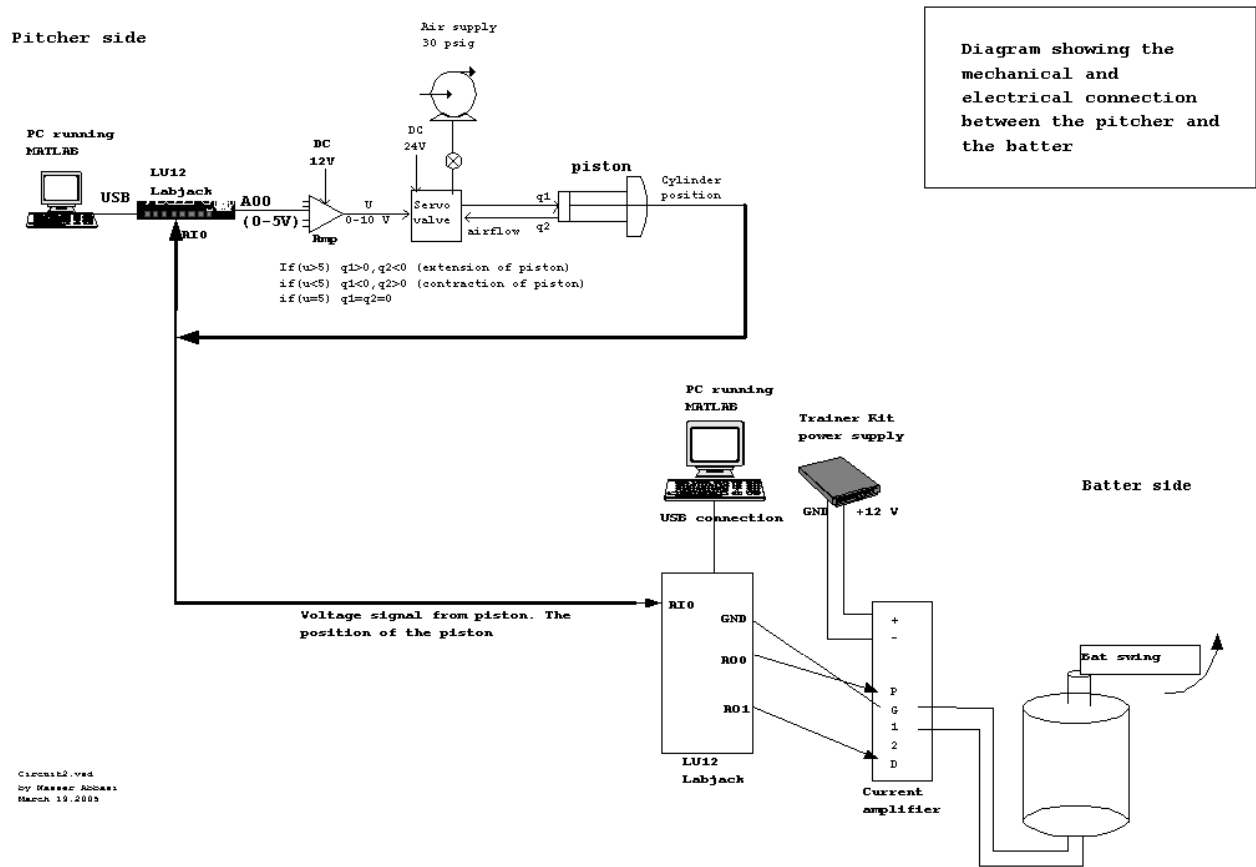 Pitcher side
Air supply
30 psig
Diagram showing the
mechanical and
electrical connection
between the pitcher and
the batter
PC running
MATLAB
USB
LU12
Labjack
AO0
(0-5V)
RI0
DC
12V
Amp
U
0-10 V
DC
24V
Servo
valve
airflow
q1
q2
piston
Cylinder
position
If(u>5) q1>0,q2<0 (extension of piston)
if(u<5) q1<0,q2>0 (contraction of piston)
if(u=5) q1=q2=0
PC running
MATLAB
USB connection
Trainer Kit
power supply
GND
+12 V
Batter side
Voltage signal from piston. The
position of the piston
RI0
GND
RO0
RO1
LU12
Labjack
+
-
P
G
1
2
D
Current
amplifier
Bat swing
Circuit2.vsd
by Nasser Abbasi
March 19.2005